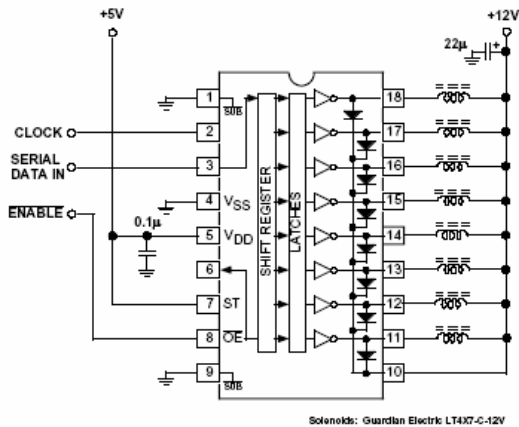 +5V
+12V
22µ
+
1
SUB
18
CLOCK
2
17
SERIAL
DATA IN
3
16
ENABLE
4
VSS
15
0.1µ
5
VDD
14
6
13
7
ST
12
8
OE
11
9
SUB
10
SHIFT REGISTER
LATCHES
Solenoids: Guardian Electric LT4X7-C-12V